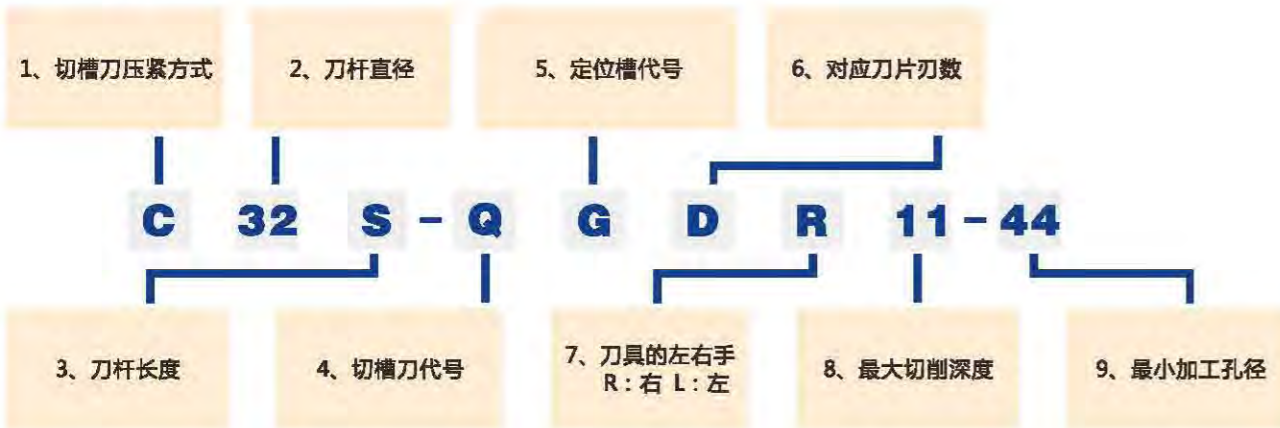 1、切槽刀压紧方式
2、刀杆直径
5、定位槽代号
6、对应刀片刃数
C 32 S - Q G D R 11 - 44
3、刀杆长度
4、切槽刀代号
7、刀具的左右手
R：右 L：左
8、最大切削深度
9、最小加工孔径